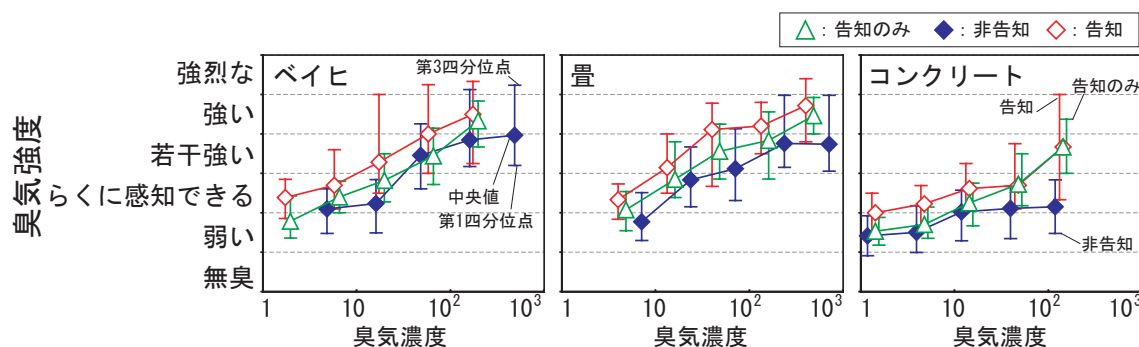 △：告知のみ ◆：非告知 ◇：告知
臭気強度
強烈な
強い
若干強い
らくに感知できる
弱い
無臭
ベイヒ
第3四分位点
中央値
第1四分位点
1 10 10² 10³
臭気濃度
畳
1 10 10² 10³
臭気濃度
コンクリート
告知
告知のみ
非告知
1 10 10² 10³
臭気濃度